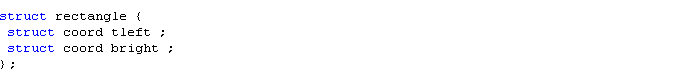 struct rectangle {
 struct coord tleft ;
 struct coord bright ;
} ;